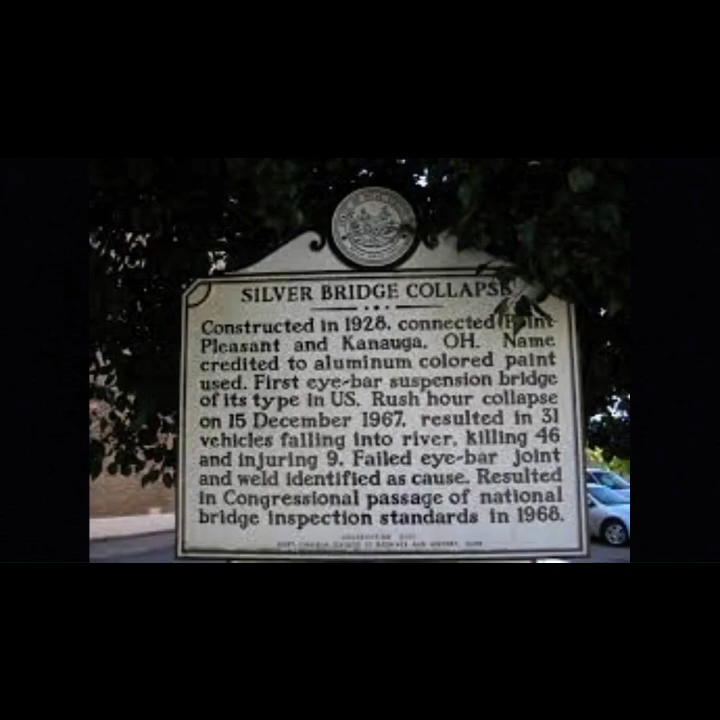 SILVER BRIDGE COLLAPSE
Constructed in 1928, connected Point
Pleasant and Kanauga, OH. Name
credited to aluminum colored paint
used. First eye-bar suspension bridge
of its type in US. Rush hour collapse
on 15 December 1967, resulted in 31
vehicles falling into river, killing 46
and injuring 9. Failed eye-bar joint
and weld identified as cause. Resulted
in Congressional passage of national
bridge inspection standards in 1968.